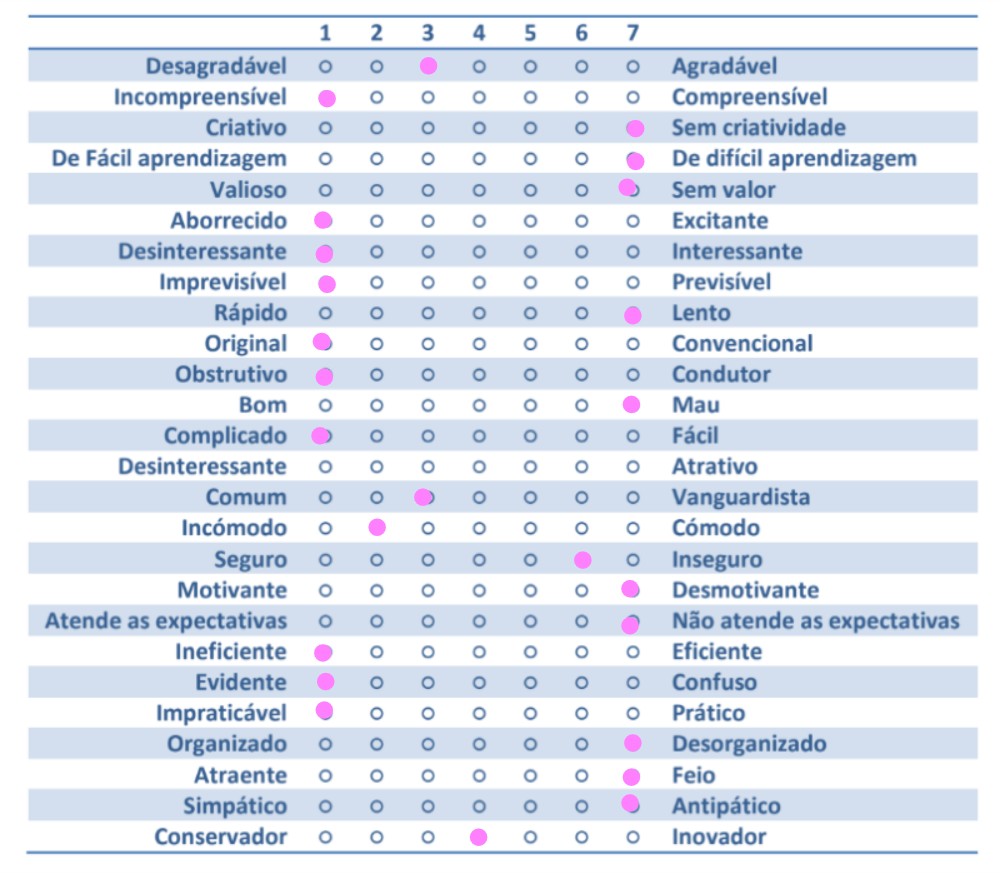 1 2 3 4 5 6 7
Desagradável Agradável
Incompreensível Compreensível
Criativo Sem criatividade
De Fácil aprendizagem De difícil aprendizagem
Valioso Sem valor
Aborrecido Excitante
Desinteressante Interessante
Imprevisível Previsível
Rápido Lento
Original Convencional
Obstrutivo Condutor
Bom Mau
Complicado Fácil
Desinteressante Atrativo
Comum Vanguardista
Incómodo Cómodo
Seguro Inseguro
Motivante Desmotivante
Atende as expectativas Não atende as expectativas
Ineficiente Eficiente
Evidente Confuso
Impraticável Prático
Organizado Desorganizado
Atraente Feio
Simpático Antipático
Conservador Inovador